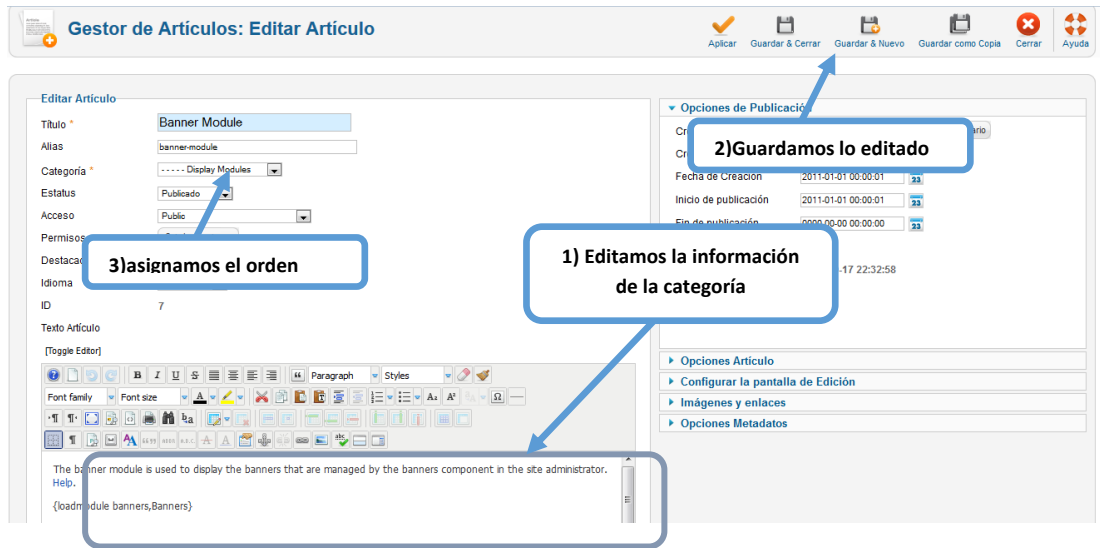 Gestor de Artículos: Editar Artículo
Aplicar Guardar & Cerrar Guardar & Nuevo Guardar como Copia Cerrar Ayuda
Editar Artículo
Título * Banner Module
Alias banner-module
Categoría * ----- Display Modules
Estatus Publicado
Acceso Public
Permisos
Idioma
ID 7
Texto Artículo
[Toggle Editor]
B I U S Paragraph Styles
Font family Font size
The banner module is used to display the banners that are managed by the banners component in the site administrator.
Help.
{loadmodule banners,Banners}
Opciones de Publicación
Fecha de Creación 2011-01-01 00:00:01 23
Inicio de publicación 2011-01-01 00:00:01 23
Fin de publicación 0000-00-00 00:00:00 23
-17 22:32:58
Opciones Artículo
Configurar la pantalla de Edición
Imágenes y enlaces
Opciones Metadatos
2)Guardamos lo editado
3)asignamos el orden
1) Editamos la información
de la categoría